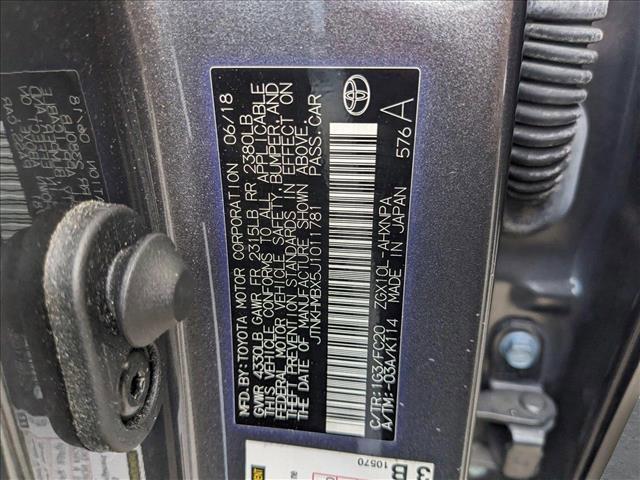 MFD. BY: TOYOTA MOTOR CORPORATION 06/18
GVWR 4330LB GAWR FR 2315LB RR 2380LB
THIS VEHICLE CONFORMS TO ALL APPLICABLE
FEDERAL MOTOR VEHICLE SAFETY, BUMPER, AND
THEFT PREVENTION STANDARDS IN EFFECT ON
THE DATE OF MANUFACTURE SHOWN ABOVE.
JTNKHMBX5J1011781 PASS. CAR
C/TR: 1G3/FC20 ZGX10L-AHXNPA
A/TM: -03A/K114 MADE IN JAPAN 576 A
3
B
10570